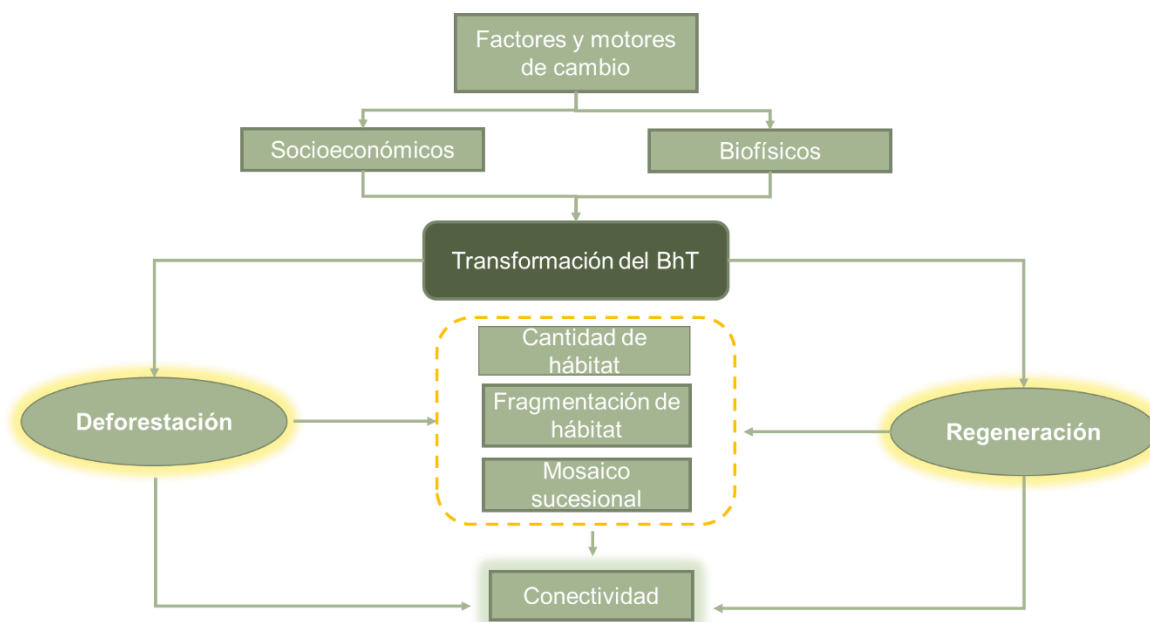 Factores y motores
de cambio
Socioeconómicos
Biofísicos
Transformación del BhT
Cantidad de
hábitat
Deforestación
Fragmentación de
hábitat
Regeneración
Mosaico
sucesional
Conectividad